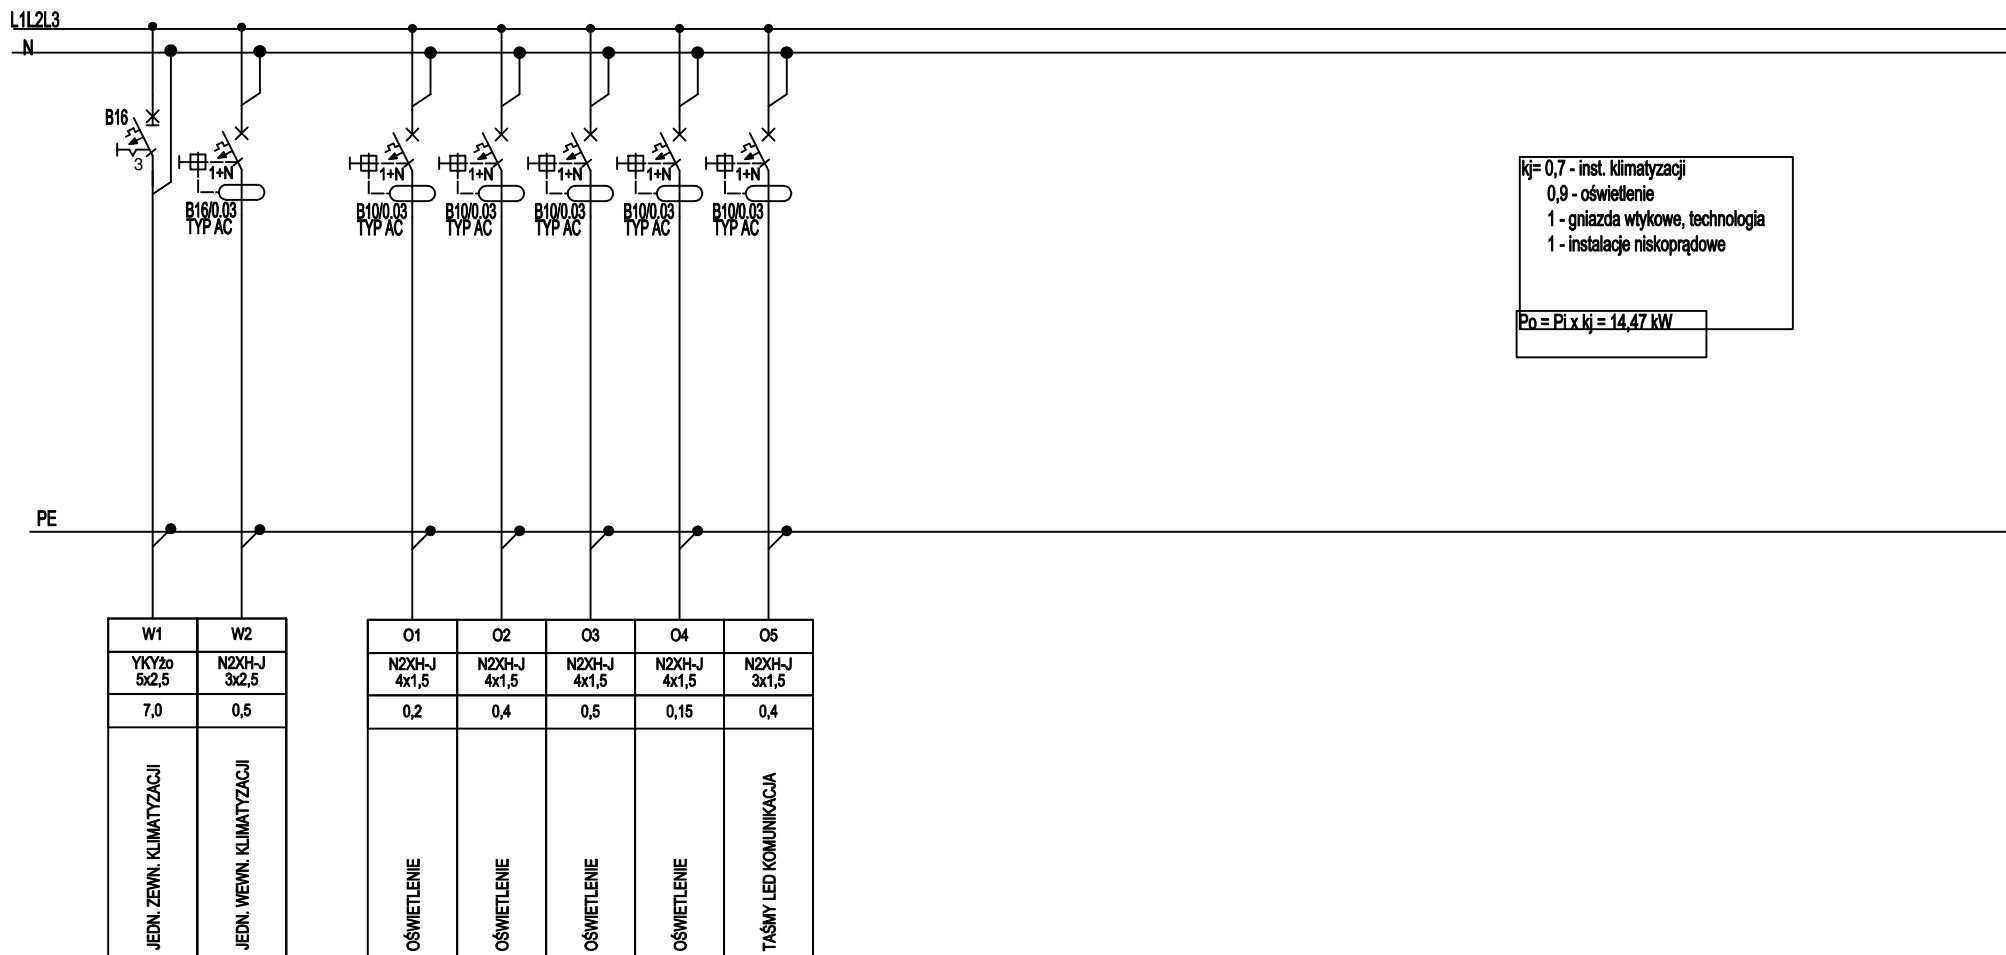 L1L2L3
N
B16
3
1+N
B16/0.03
TYP AC
1+N
B10/0.03
TYP AC
1+N
B10/0.03
TYP AC
1+N
B10/0.03
TYP AC
1+N
B10/0.03
TYP AC
1+N
B10/0.03
TYP AC
kj= 0,7 - inst. klimatyzacji
0,9 - oświetlenie
1 - gniazda wtykowe, technologia
1 - instalacje niskoprądowe
Po = Pi x kj = 14,47 kW
PE
W1
YKYżo
5x2,5
7,0
JEDN. ZEWN. KLIMATYZACJI
W2
N2XH-J
3x2,5
0,5
JEDN. WEWN. KLIMATYZACJI
O1
N2XH-J
4x1,5
0,2
OŚWIETLENIE
O2
N2XH-J
4x1,5
0,4
OŚWIETLENIE
O3
N2XH-J
4x1,5
0,5
OŚWIETLENIE
O4
N2XH-J
4x1,5
0,15
OŚWIETLENIE
O5
N2XH-J
3x1,5
0,4
TAŚMY LED KOMUNIKACJA